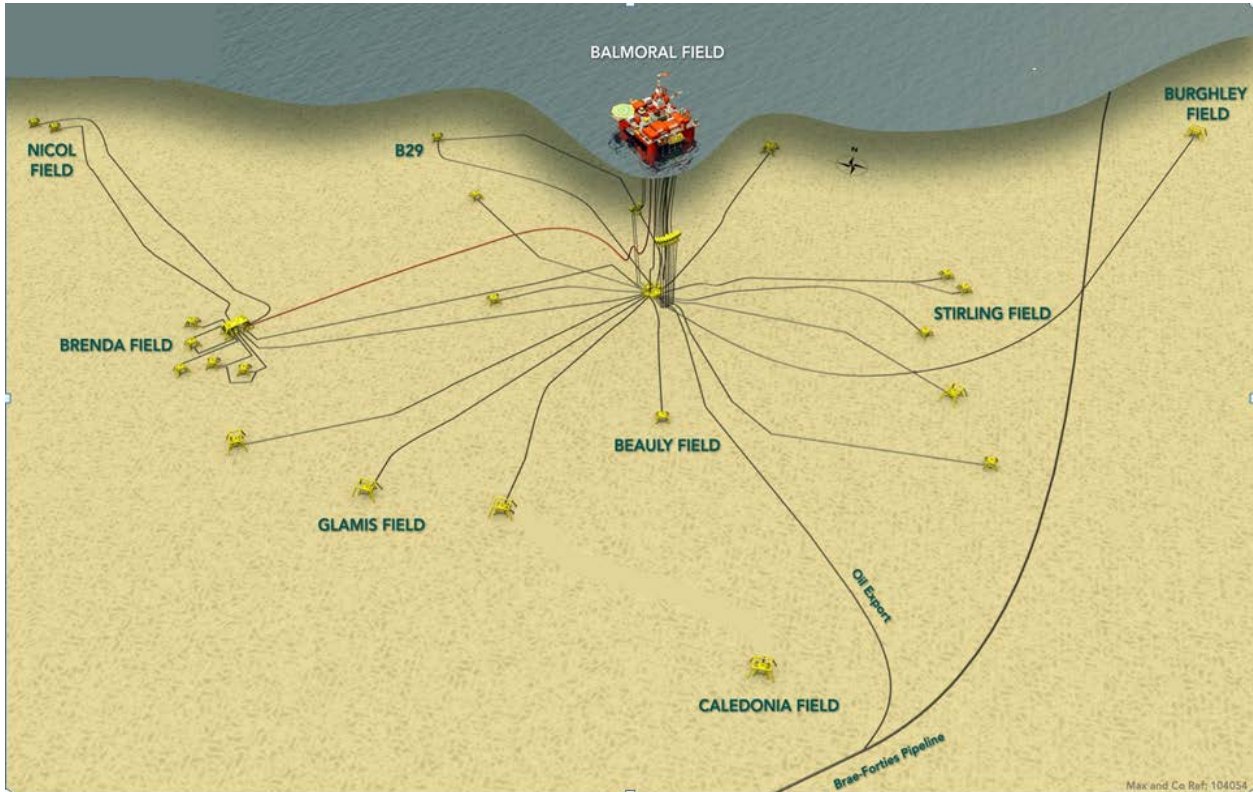 BALMORAL FIELD
BURGHLEY
FIELD
NICOL
FIELD
B29
N
STIRLING FIELD
BRENDA FIELD
BEAULY FIELD
GLAMIS FIELD
Oil Export
CALEDONIA FIELD
Brae-Forties Pipeline
Max and Co Ref: 104054